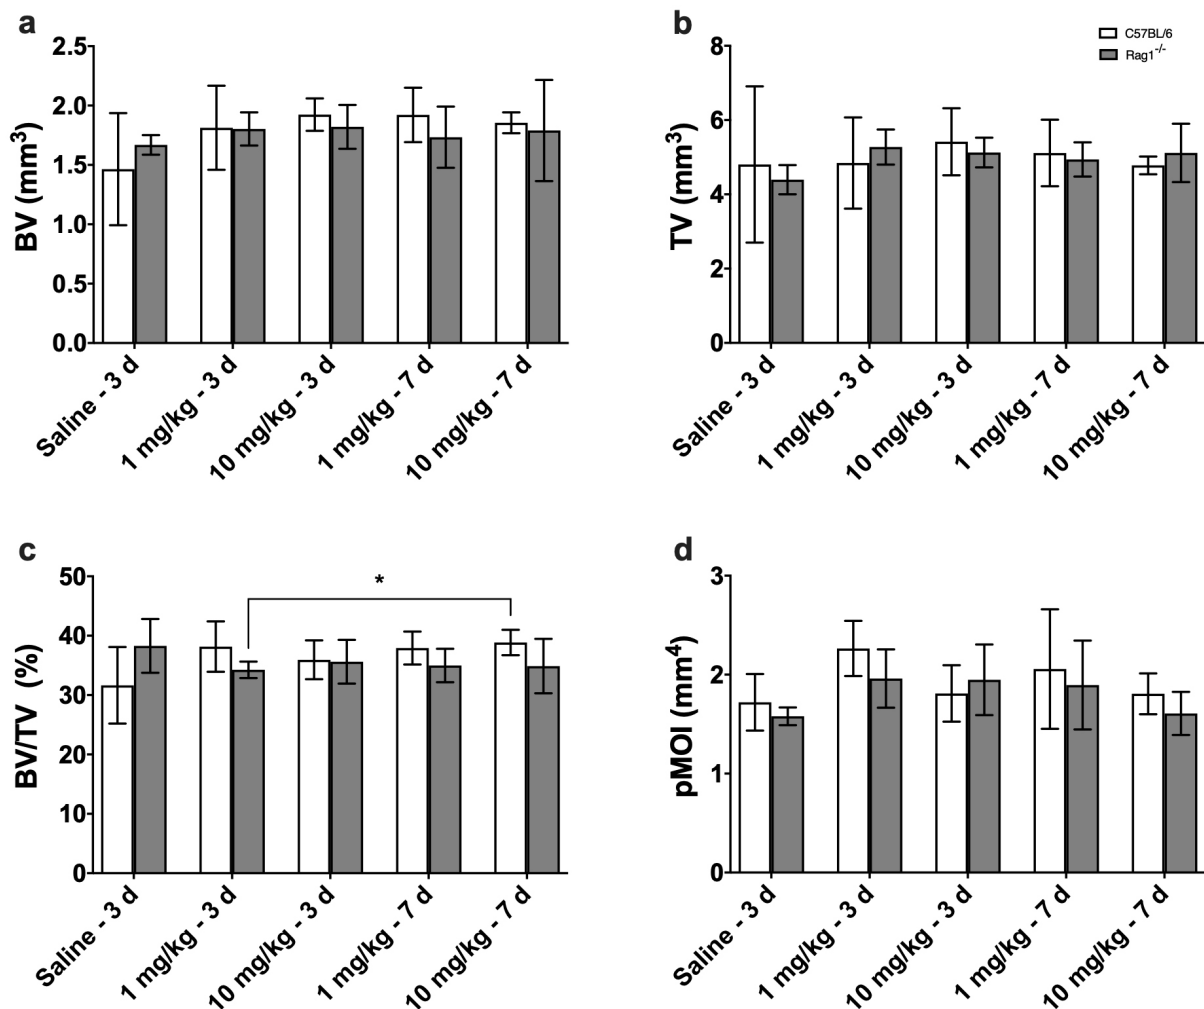 a
2.5
2.0
1.5
1.0
0.5
0.0
BV (mm³)
Saline - 3 d
1 mg/kg - 3 d
10 mg/kg - 3 d
1 mg/kg - 7 d
10 mg/kg - 7 d
b
C57BL/6
Rag1-/-
8
6
4
2
0
TV (mm³)
Saline - 3 d
1 mg/kg - 3 d
10 mg/kg - 3 d
1 mg/kg - 7 d
10 mg/kg - 7 d
c
*
50
40
30
20
10
0
BV/TV (%)
Saline - 3 d
1 mg/kg - 3 d
10 mg/kg - 3 d
1 mg/kg - 7 d
10 mg/kg - 7 d
d
3
2
1
0
pMOI (mm⁴)
Saline - 3 d
1 mg/kg - 3 d
10 mg/kg - 3 d
1 mg/kg - 7 d
10 mg/kg - 7 d